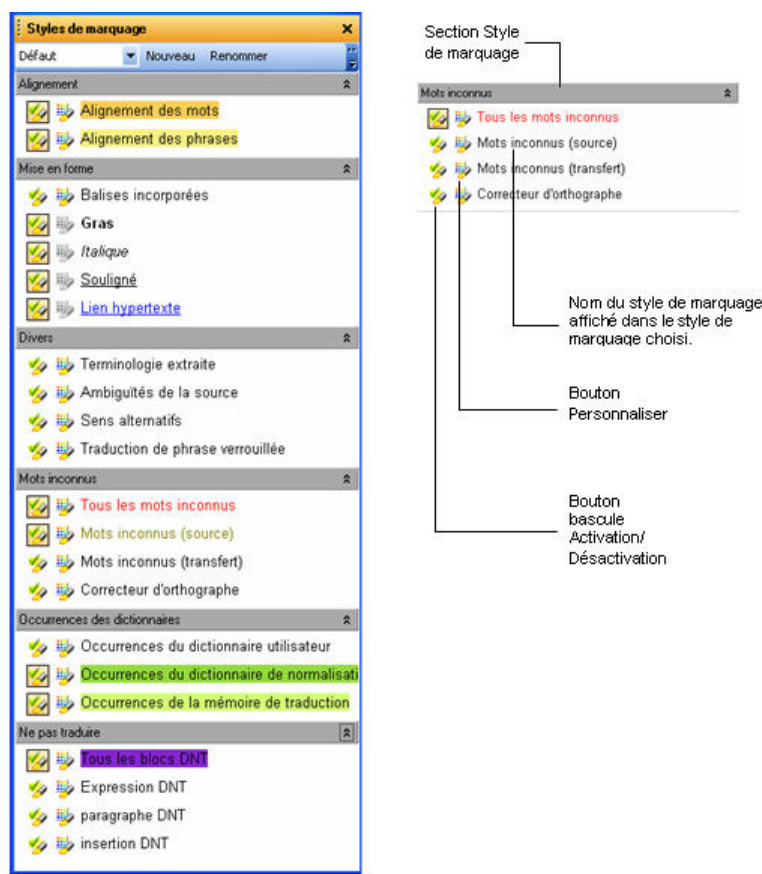 Styles de marquage
Défaut Nouveau Renommer
Alignement
Alignement des mots
Alignement des phrases
Mise en forme
Balises incorporées
Gras
Italique
Souligné
Lien hypertexte
Divers
Terminologie extraite
Ambiguïtés de la source
Sens alternatifs
Traduction de phrase verrouillée
Mots inconnus
Tous les mots inconnus
Mots inconnus (source)
Mots inconnus (transfert)
Correcteur d'orthographe
Occurrences des dictionnaires
Occurrences du dictionnaire utilisateur
Occurrences du dictionnaire de normalisati
Occurrences de la mémoire de traduction
Ne pas traduire
Tous les blocs DNT
Expression DNT
paragraphe DNT
insertion DNT
Section Style
de marquage
Mots inconnus
Tous les mots inconnus
Mots inconnus (source)
Mots inconnus (transfert)
Correcteur d'orthographe
Nom du style de marquage
affiché dans le style de
marquage choisi.
Bouton
Personnaliser
Bouton
bascule
Activation/
Désactivation